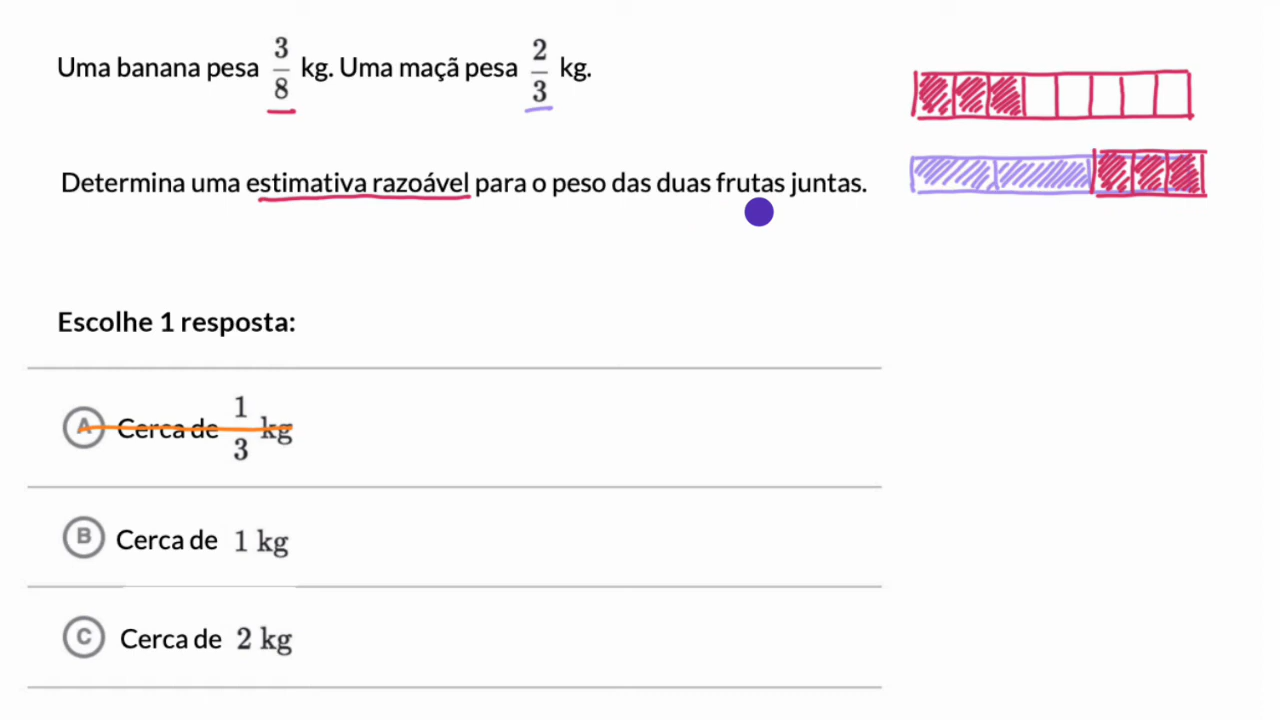 Uma banana pesa 3/8 kg. Uma maçã pesa 2/3 kg.
Determina uma estimativa razoável para o peso das duas frutas juntas.
Escolhe 1 resposta:
A Cerca de 1/3 kg
B Cerca de 1 kg
C Cerca de 2 kg